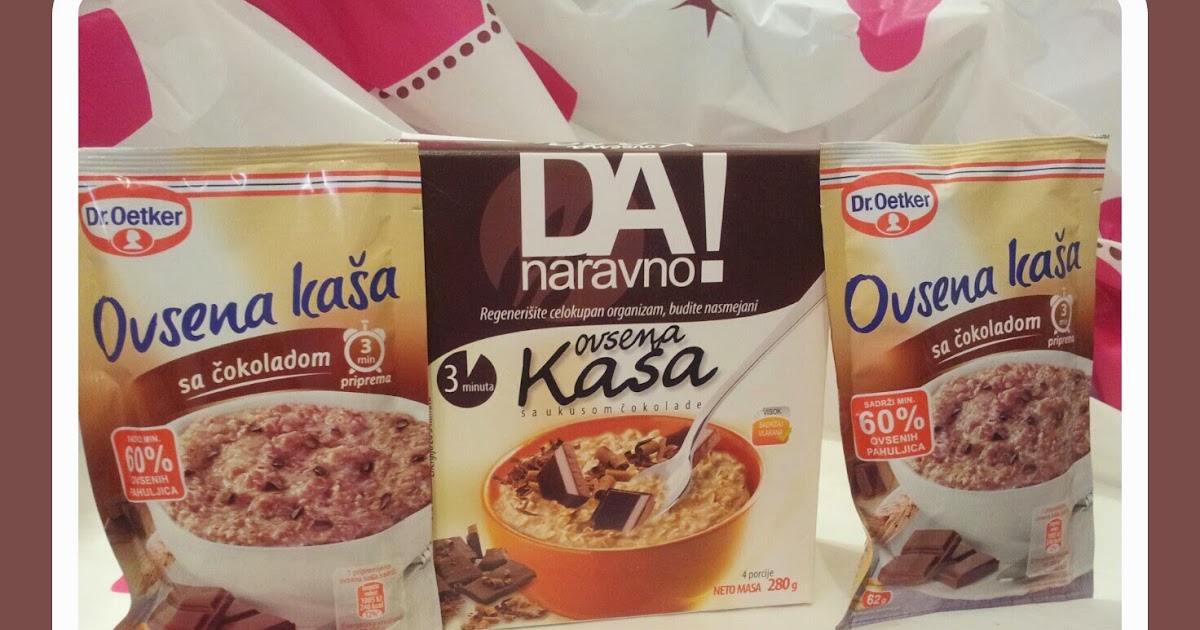 Dr.Oetker
Ovsena kaša
sa čokoladom
3
min
priprema
SADRŽI MIN.
60%
OVSENIH
PAHULJICA
DA!
naravno
Regenerišite celokupan organizam, budite nasmejani
3 minuta
ovsena
Kaša
sa ukusom čokolade
VISOK
SADRŽAJ
VLAKANA
4 porcije
NETO MASA 280 g
Dr.Oetker
Ovsena kaša
sa čokoladom
3
min
priprema
SADRŽI MIN.
60%
OVSENIH
PAHULJICA
62g